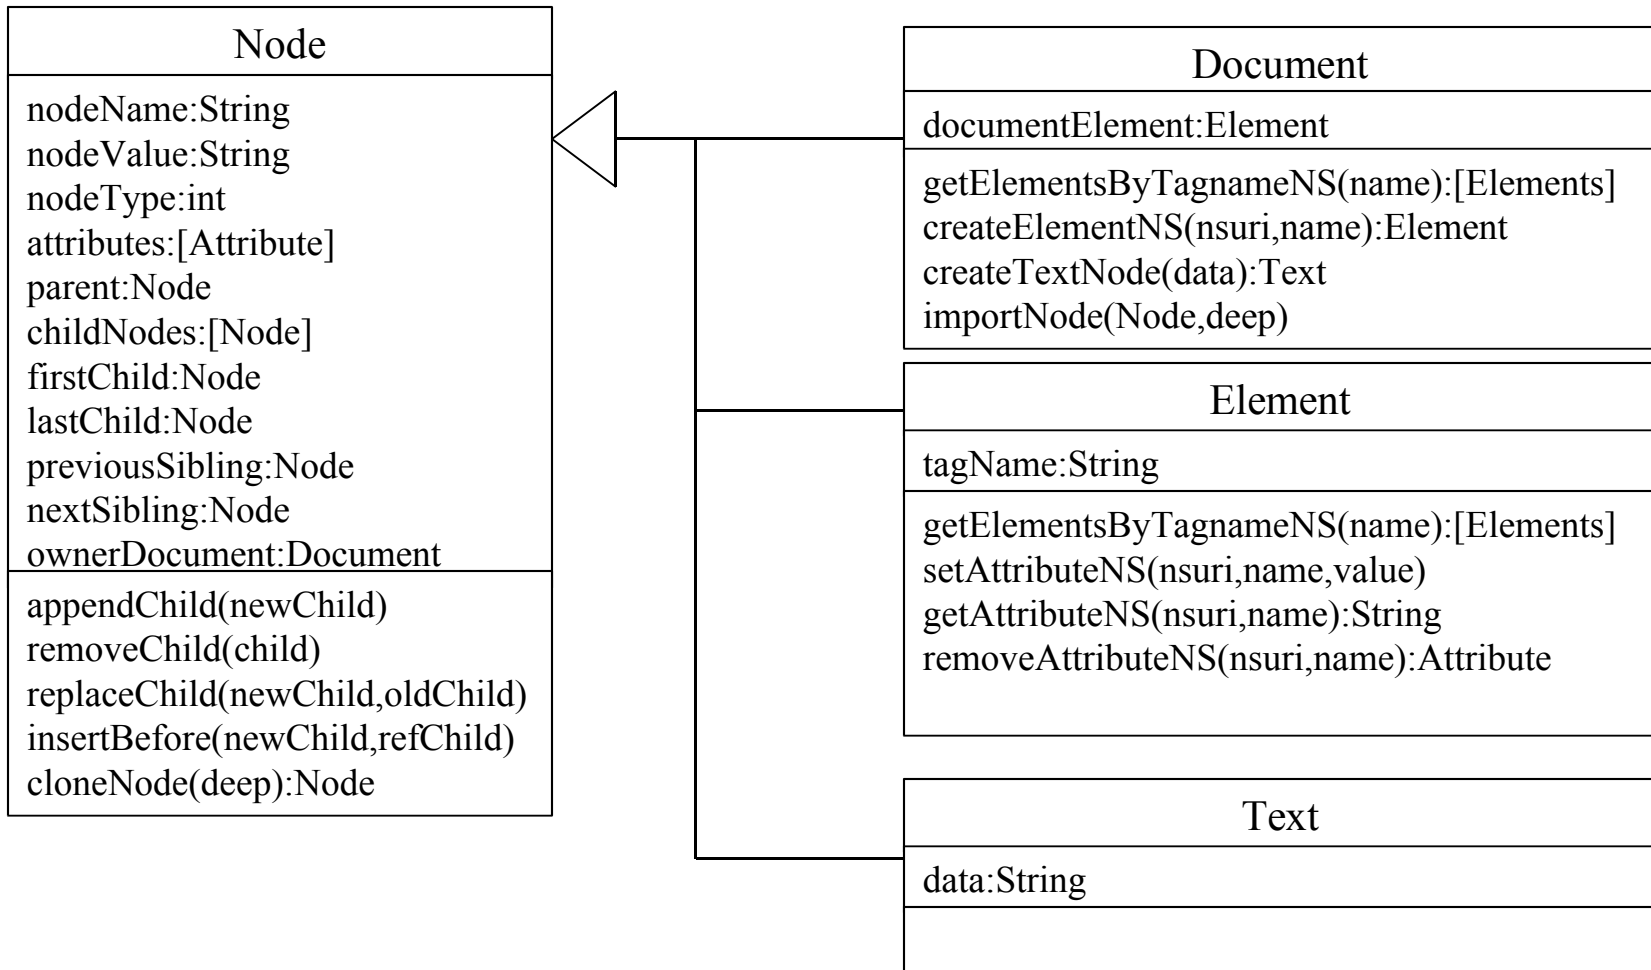 Node
nodeName:String
nodeValue:String
nodeType:int
attributes:[Attribute]
parent:Node
childNodes:[Node]
firstChild:Node
lastChild:Node
previousSibling:Node
nextSibling:Node
ownerDocument:Document
appendChild(newChild)
removeChild(child)
replaceChild(newChild,oldChild)
insertBefore(newChild,refChild)
cloneNode(deep):Node
Document
documentElement:Element
getElementsByTagnameNS(name):[Elements]
createElementNS(nsuri,name):Element
createTextNode(data):Text
importNode(Node,deep)
Element
tagName:String
getElementsByTagnameNS(name):[Elements]
setAttributeNS(nsuri,name,value)
getAttributeNS(nsuri,name):String
removeAttributeNS(nsuri,name):Attribute
Text
data:String